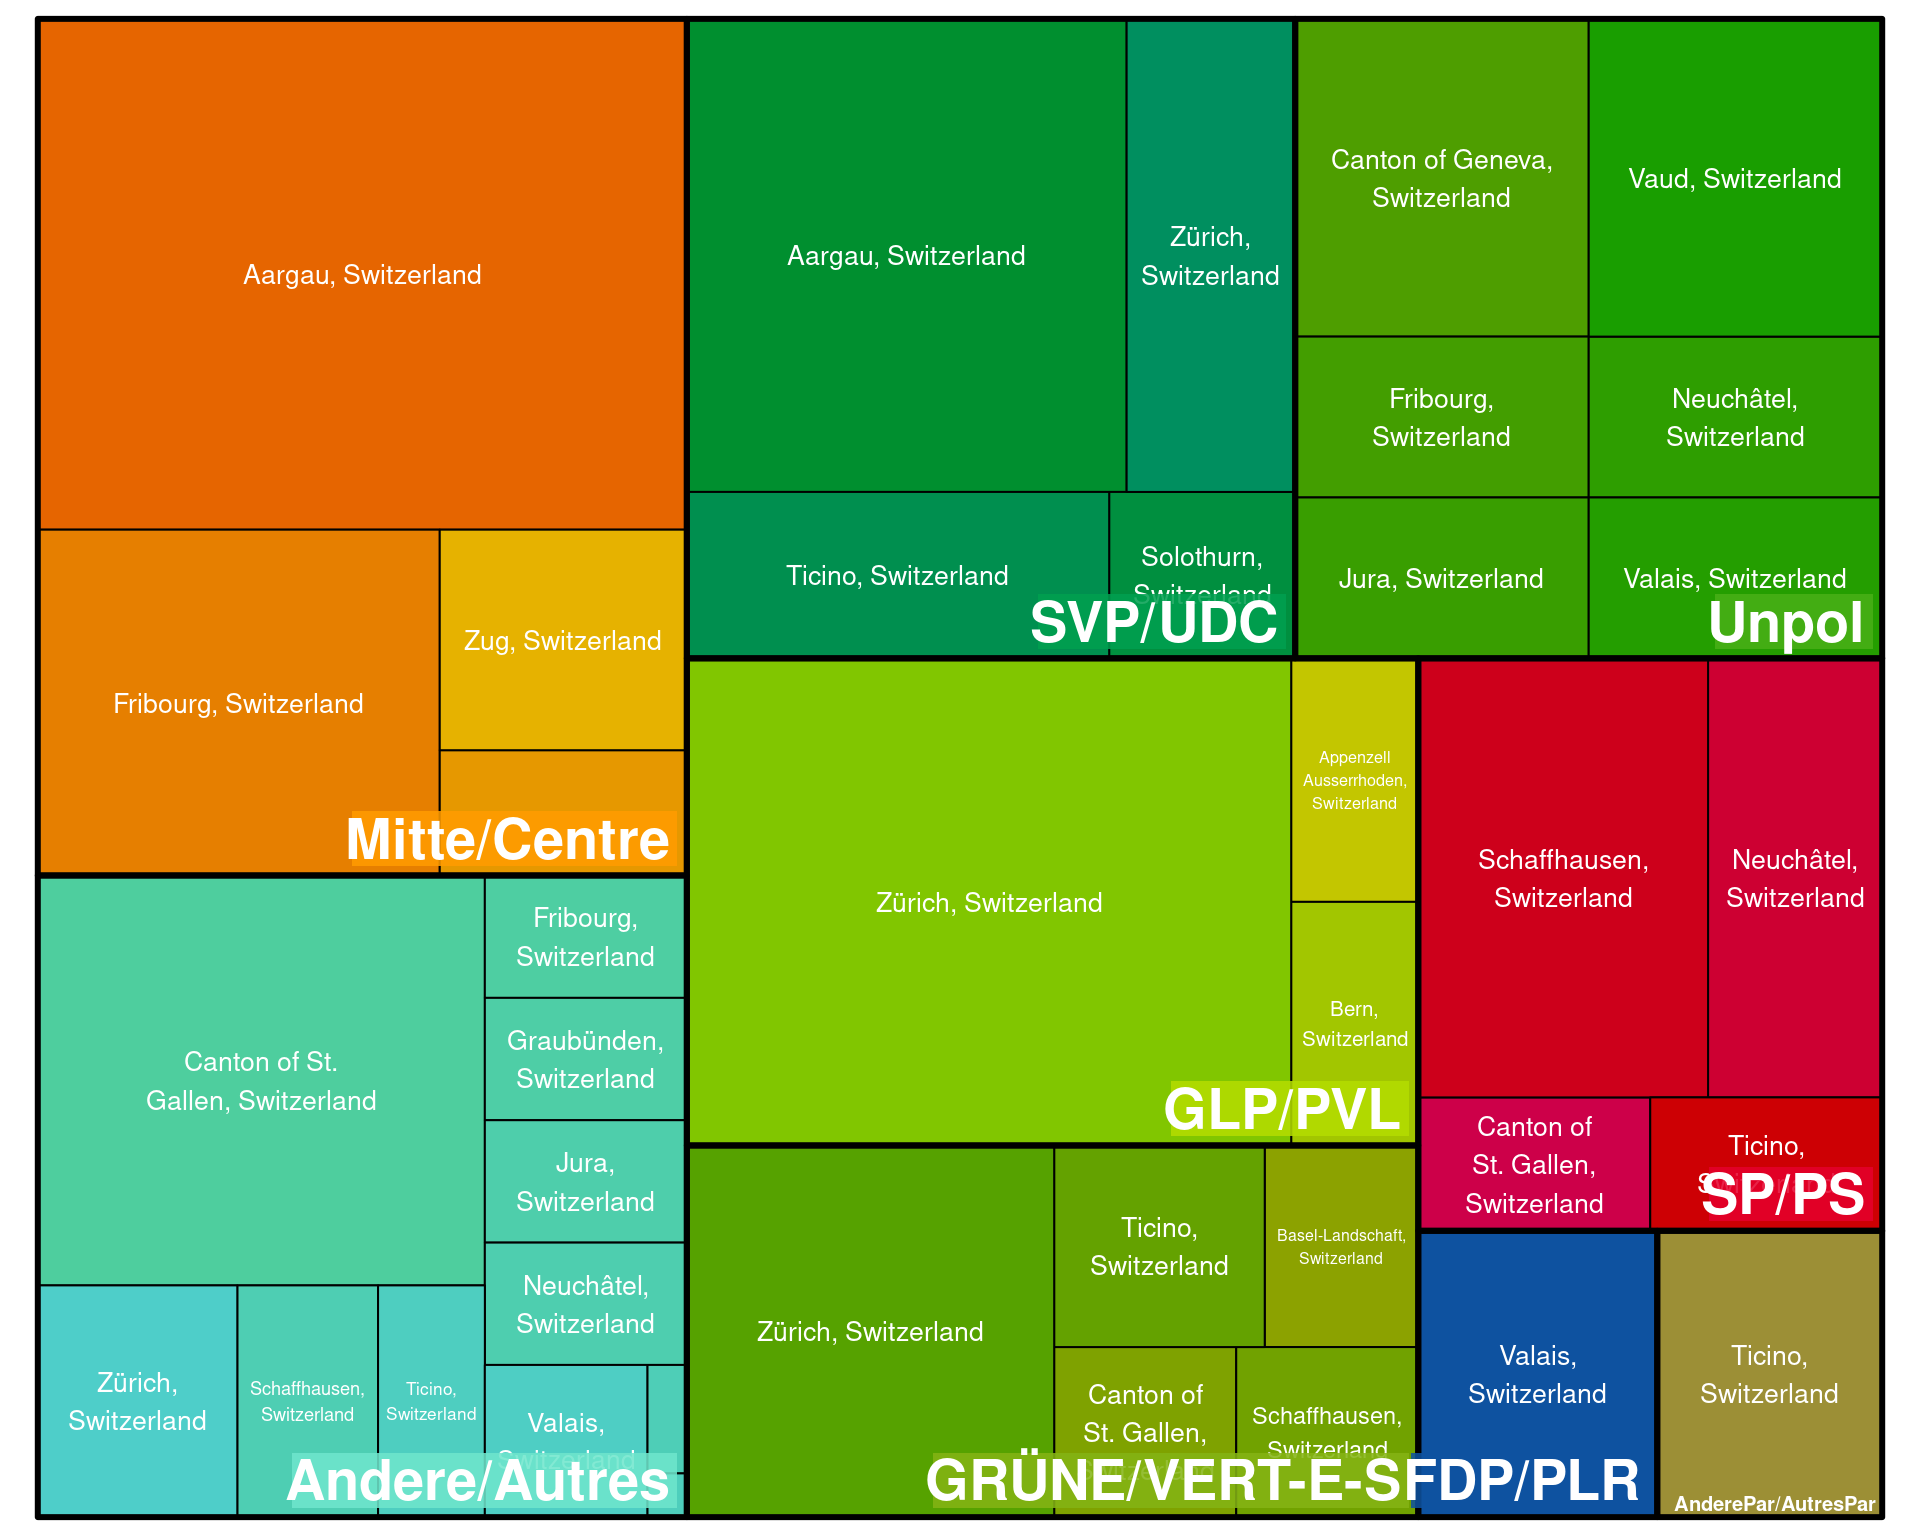 Aargau, Switzerland
Fribourg, Switzerland
Zug, Switzerland
Mitte/Centre
Aargau, Switzerland
Zürich,
Switzerland
Ticino, Switzerland
Solothurn,
Switzerland
SVP/UDC
Canton of Geneva,
Switzerland
Vaud, Switzerland
Fribourg,
Switzerland
Neuchâtel,
Switzerland
Jura, Switzerland
Valais, Switzerland
Unpol
Canton of St.
Gallen, Switzerland
Fribourg,
Switzerland
Graubünden,
Switzerland
Jura,
Switzerland
Neuchâtel,
Switzerland
Zürich,
Switzerland
Schaffhausen,
Switzerland
Ticino,
Switzerland
Valais,
Switzerland
Andere/Autres
Zürich, Switzerland
Appenzell
Ausserrhoden,
Switzerland
Bern,
Switzerland
GLP/PVL
Schaffhausen,
Switzerland
Neuchâtel,
Switzerland
Canton of
St. Gallen,
Switzerland
Ticino,
SP/PS
Zürich, Switzerland
Ticino,
Switzerland
Basel-Landschaft,
Switzerland
Canton of
St. Gallen,
Schaffhausen,
Switzerland
GRÜNE/VERT-E-S
Valais,
Switzerland
FDP/PLR
Ticino,
Switzerland
AnderePar/AutresPar